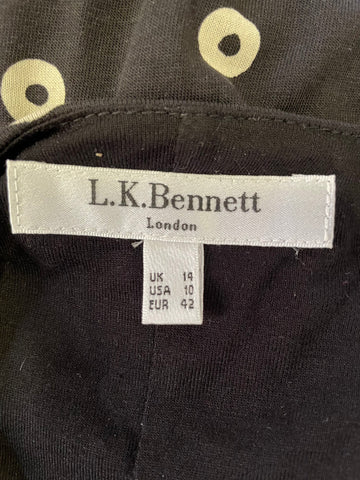 L.K.Bennett
London
UK 14
USA 10
EUR 42